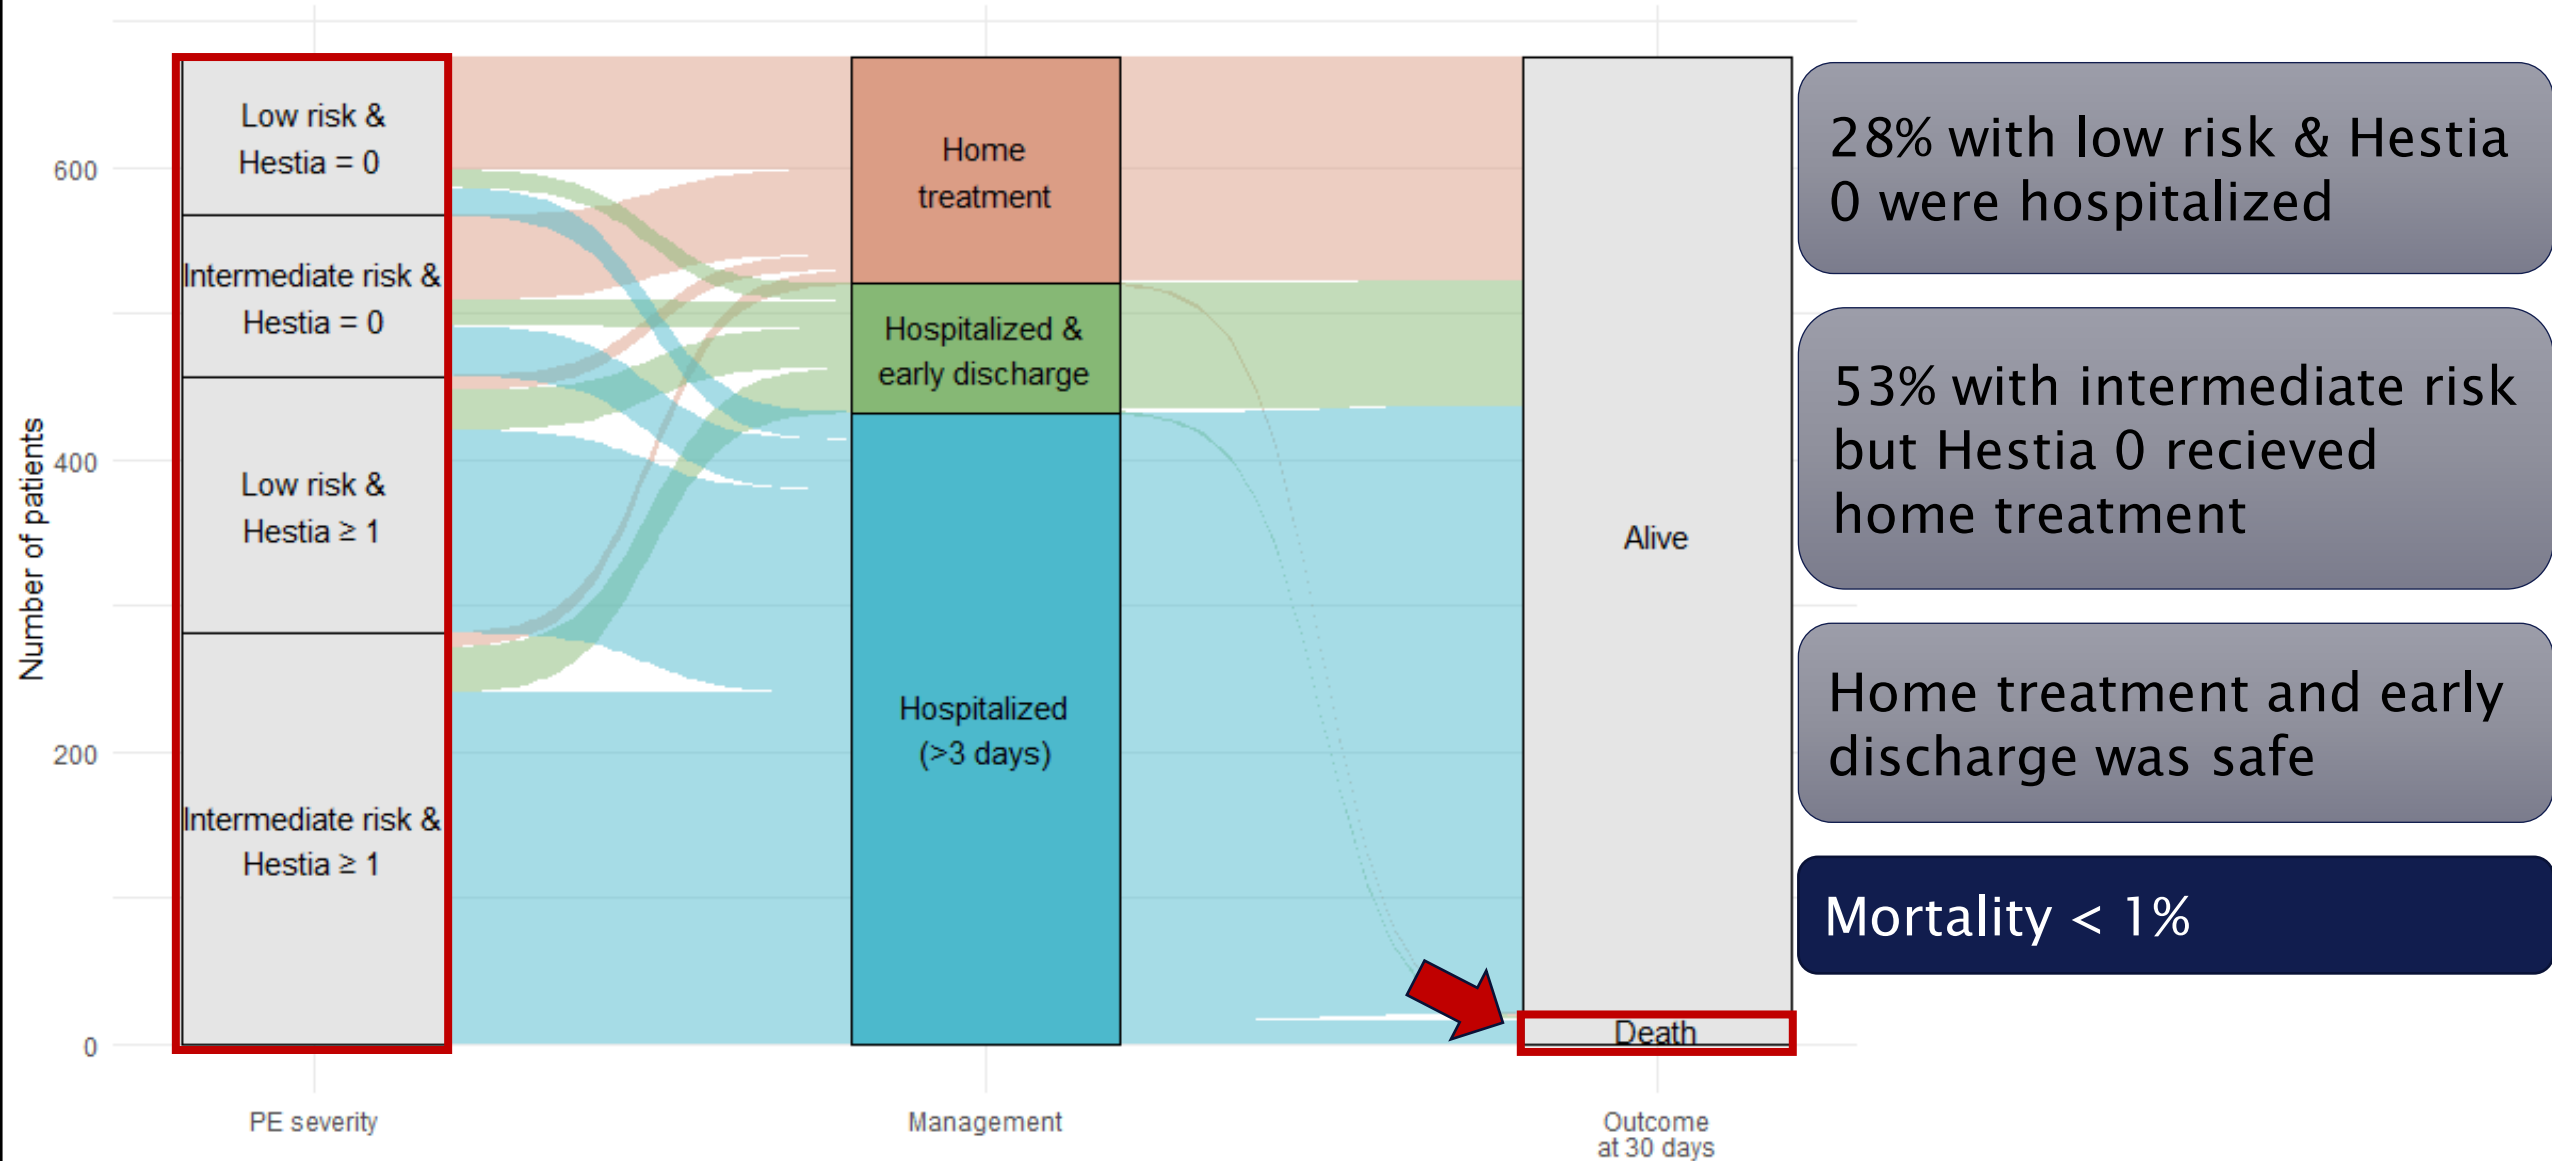 Number of patients
600
400
200
0
Low risk &
Hestia = 0
Intermediate risk &
Hestia = 0
Low risk &
Hestia ≥ 1
Intermediate risk &
Hestia ≥ 1
Home
treatment
Hospitalized &
early discharge
Hospitalized
(>3 days)
Alive
Death
PE severity
Management
Outcome
at 30 days
28% with low risk & Hestia
0 were hospitalized
53% with intermediate risk
but Hestia 0 recieved
home treatment
Home treatment and early
discharge was safe
Mortality < 1%